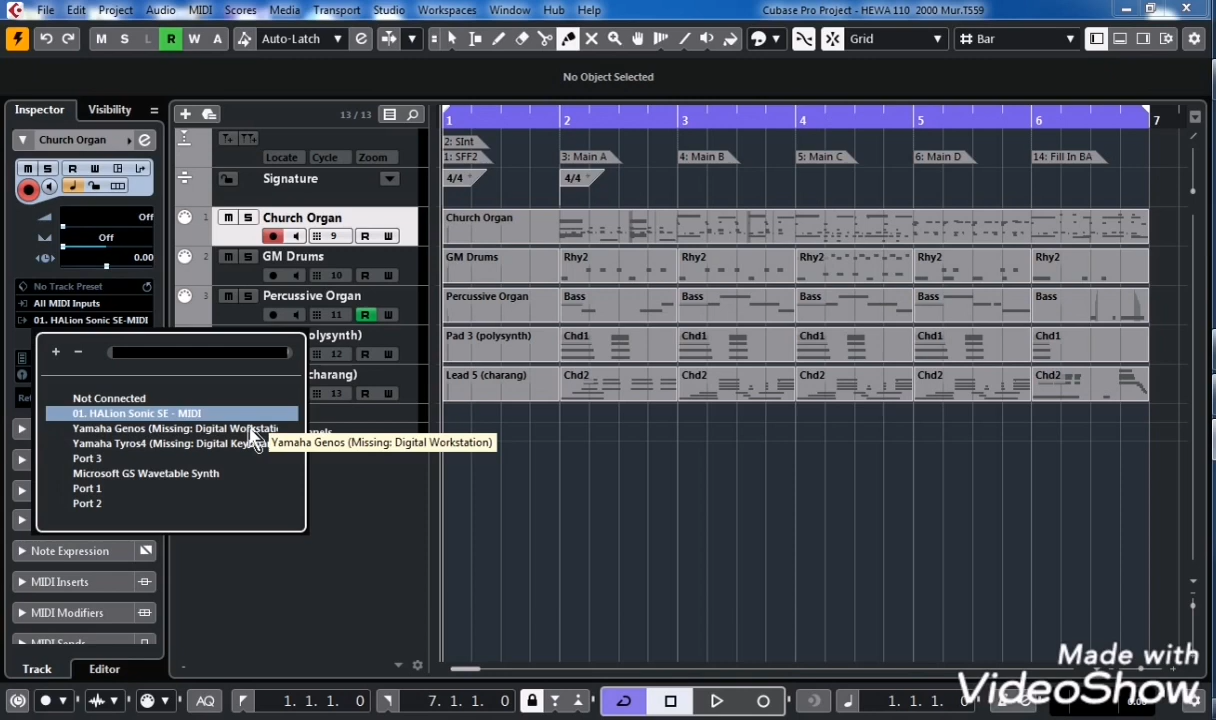 File Edit Project Audio MIDI Scores Media Transport Studio Workspaces Window Hub Help Cubase Pro Project - HEWA 110 2000 Mur.T559
M S L R W A Auto-Latch Grid Bar
No Object Selected
Inspector Visibility
13 / 13
1 2 3 4 5 6 7
Church Organ
2: SInt
Locate Cycle Zoom
1: SFF2 3: Main A 4: Main B 5: Main C 6: Main D 14: Fill In BA
M S R W
Signature
4/4 4/4
Off
1 M S Church Organ
9 R W
Church Organ
Off
0.00
2 M S GM Drums
10 R W
GM Drums Rhy2 Rhy2 Rhy2 Rhy2 Rhy2
No Track Preset
All MIDI Inputs
01. HALion Sonic SE-MIDI
3 M S Percussive Organ
11 R W
Percussive Organ Bass Bass Bass Bass Bass
olysynth)
12 R W
Pad 3 (polysynth) Chd1 Chd1 Chd1 Chd1 Chd1
charang)
13 R W
Lead 5 (charang) Chd2 Chd2 Chd2 Chd2 Chd2
+ -
Not Connected
01. HALion Sonic SE - MIDI
Yamaha Genos (Missing: Digital Workstati
Yamaha Tyros4 (Missing: Digital
Yamaha Genos (Missing: Digital Workstation)
Port 3
Microsoft GS Wavetable Synth
Port 1
Port 2
Note Expression
MIDI Inserts
MIDI Modifiers
MIDI Sends
Track Editor
Made with
VideoShow
AQ 1. 1. 1. 0 7. 1. 1. 0 1. 1. 1. 0